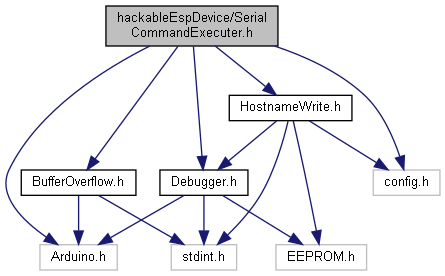 hackableEspDevice/Serial
CommandExecuter.h
HostnameWrite.h
BufferOverflow.h
Debugger.h
config.h
Arduino.h
stdint.h
EEPROM.h